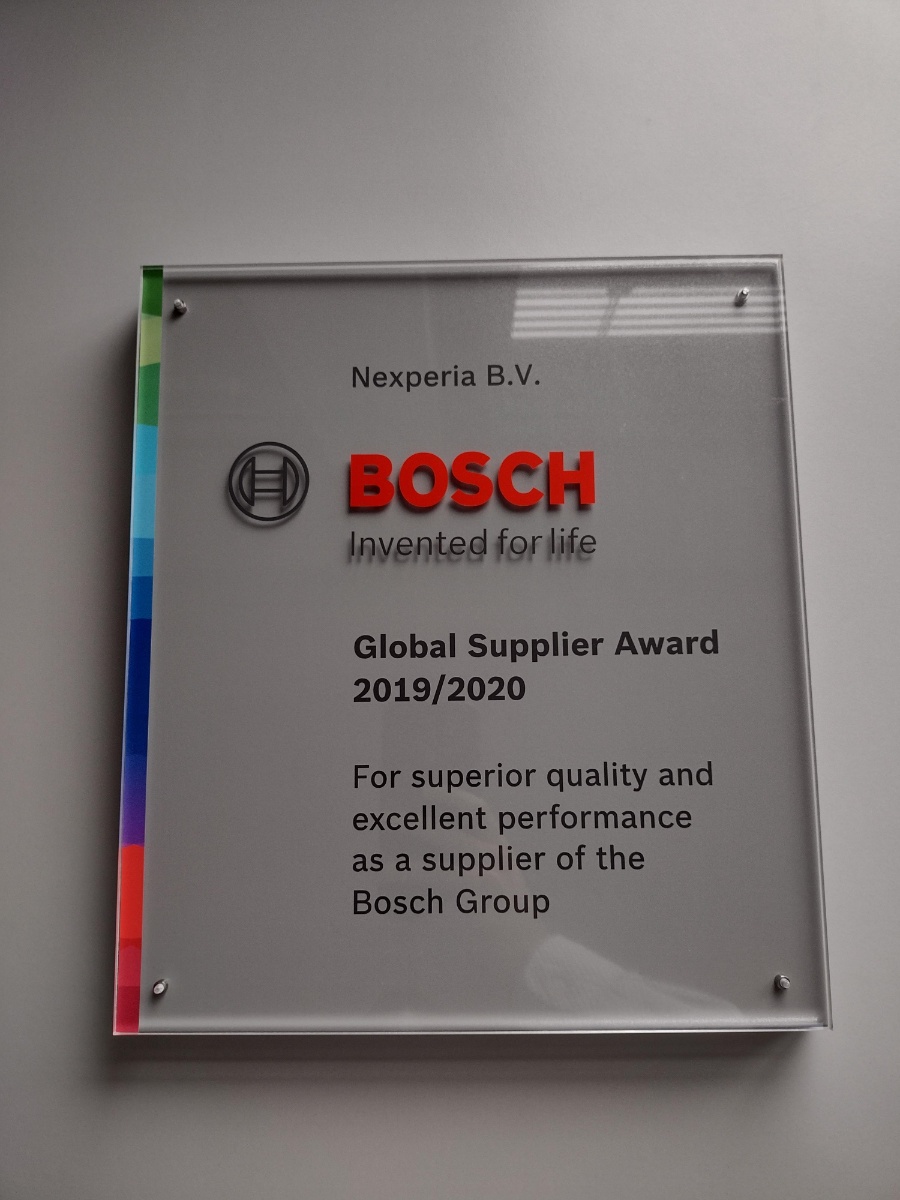 Nexperia B.V.
BOSCH
Invented for life
Global Supplier Award
2019/2020
For superior quality and
excellent performance
as a supplier of the
Bosch Group